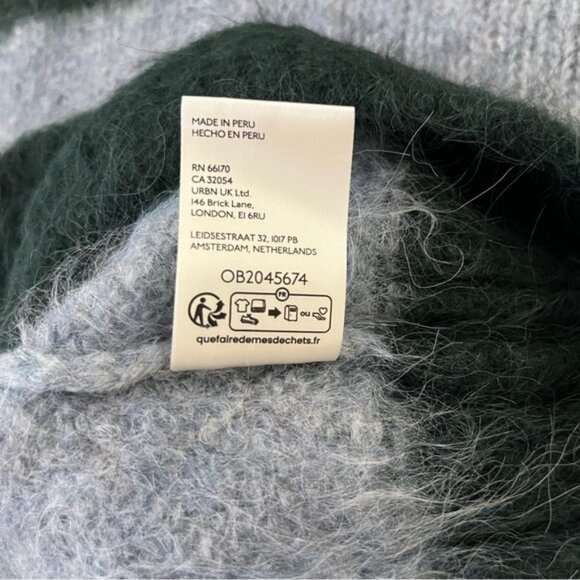 MADE IN PERU
HECHO EN PERU
RN 66170
CA 32054
URBN UK Ltd.
146 Brick Lane,
LONDON, E1 6RU
LEIDSESTRAAT 32, 1017 PB
AMSTERDAM, NETHERLANDS
OB2045674
FR
ou
quefairedemesdechets.fr